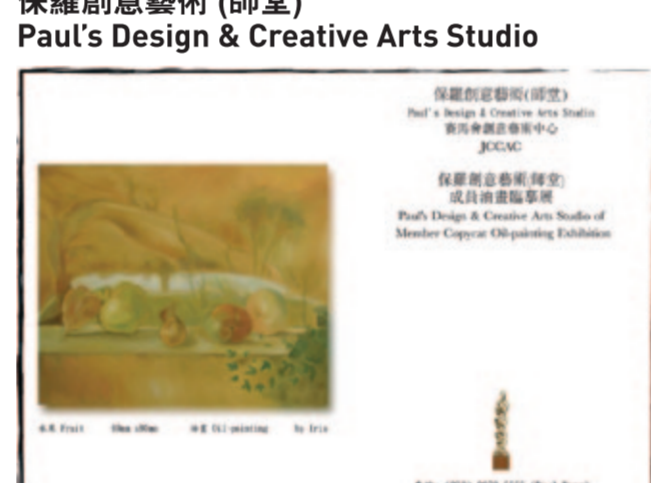 保羅創意藝術 (師堂)
Paul's Design & Creative Arts Studio
保羅創意藝術(師堂)
Paul's Design & Creative Arts Studio
賽馬會創意藝術中心
JCCAC
保羅創意藝術(師堂)
成員油畫臨摹展
Paul's Design & Creative Arts Studio of
Member Copycat Oil-painting Exhibition
Fruit Oil-painting by Iris